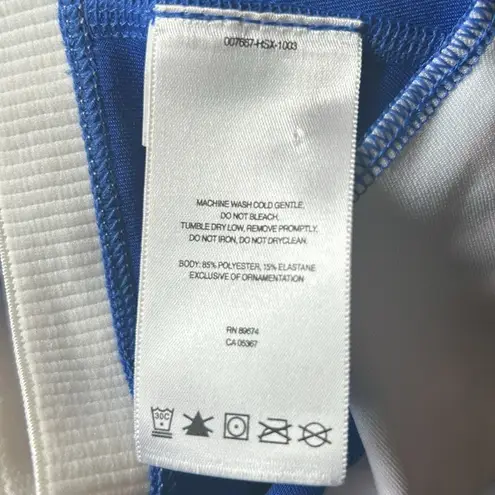 007667-HSX-1003
MACHINE WASH COLD GENTLE,
DO NOT BLEACH,
TUMBLE DRY LOW, REMOVE PROMPTLY,
DO NOT IRON, DO NOT DRYCLEAN.
BODY: 85% POLYESTER, 15% ELASTANE
EXCLUSIVE OF ORNAMENTATION
RN 89674
CA 05367
30C